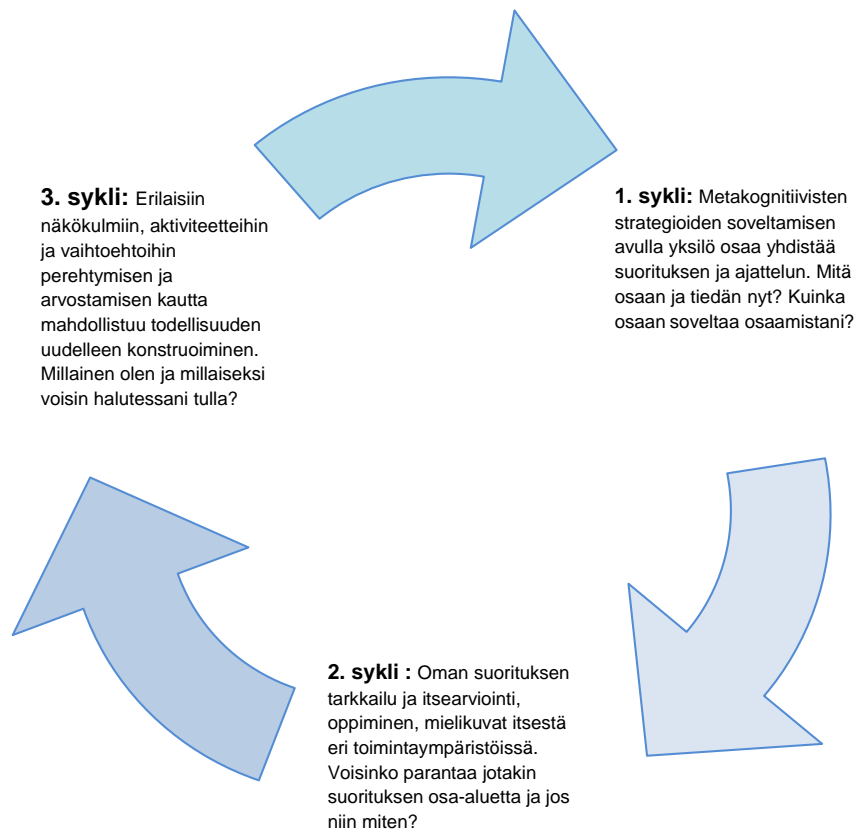 1. sykli: Metakognitiivisten
strategioiden soveltamisen
avulla yksilö osaa yhdistää
suorituksen ja ajattelun. Mitä
osaan ja tiedän nyt? Kuinka
osaan soveltaa osaamistani?
2. sykli : Oman suorituksen
tarkkailu ja itsearviointi,
oppiminen, mielikuvat itsestä
eri toimintaympäristöissä.
Voisinko parantaa jotakin
suorituksen osa-aluetta ja jos
niin miten?
3. sykli: Erilaisiin
näkökulmiin, aktiviteetteihin
ja vaihtoehtoihin
perehtymisen ja
arvostamisen kautta
mahdollistuu todellisuuden
uudelleen konstruoiminen.
Millainen olen ja millaiseksi
voisin halutessani tulla?